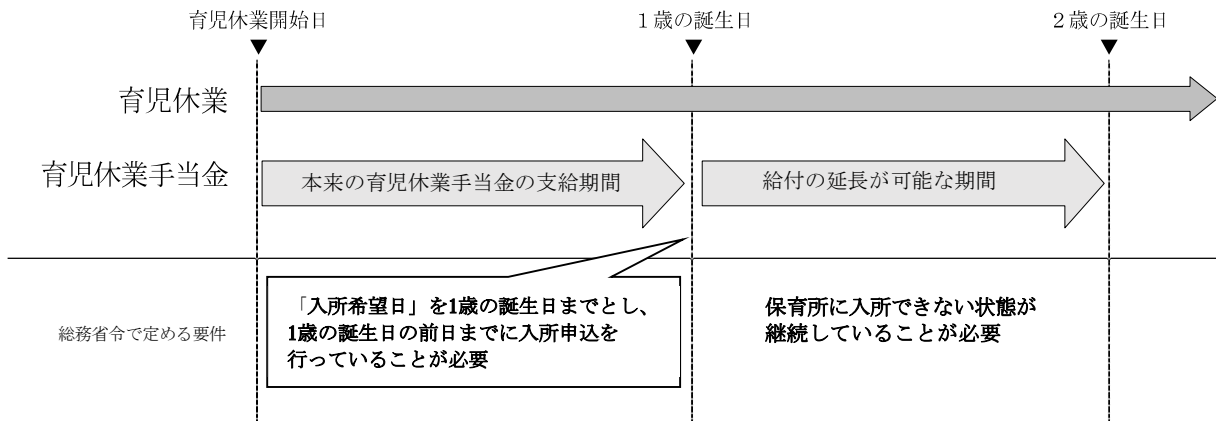 育児休業開始日
１歳の誕生日
２歳の誕生日
育児休業
育児休業手当金
本来の育児休業手当金の支給期間
給付の延長が可能な期間
総務省令で定める要件
「入所希望日」を1歳の誕生日までとし、
1歳の誕生日の前日までに入所申込を
行っていることが必要
保育所に入所できない状態が
継続していることが必要